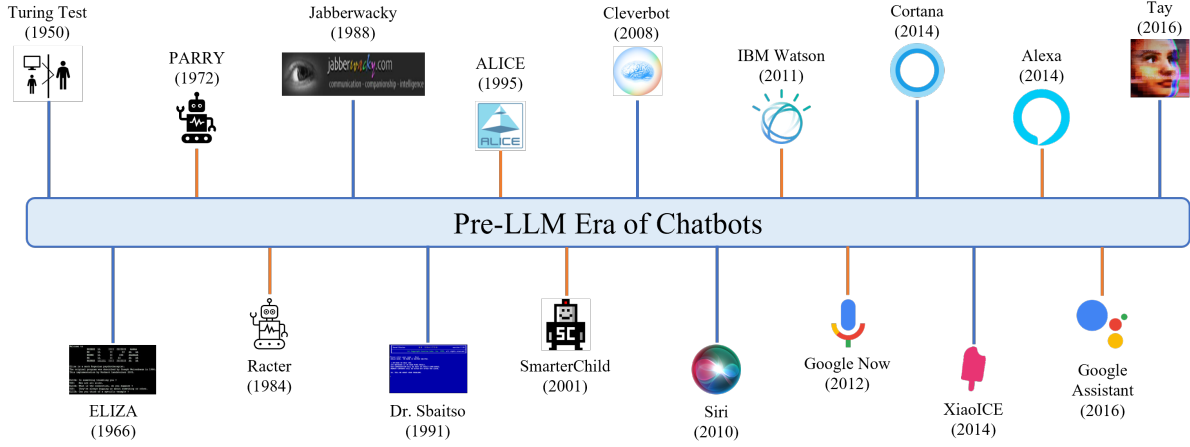 Turing Test
(1950)
PARRY
(1972)
Jabberwacky
(1988)
jabberwacky.com
communication - companionship - intelligence
ALICE
(1995)
ALICE
Cleverbot
(2008)
IBM Watson
(2011)
Cortana
(2014)
Alexa
(2014)
Tay
(2016)
Pre-LLM Era of Chatbots
ELIZA
(1966)
Racter
(1984)
Dr. Sbaitso
(1991)
SC
SmarterChild
(2001)
Siri
(2010)
Google Now
(2012)
XiaoICE
(2014)
Google
Assistant
(2016)